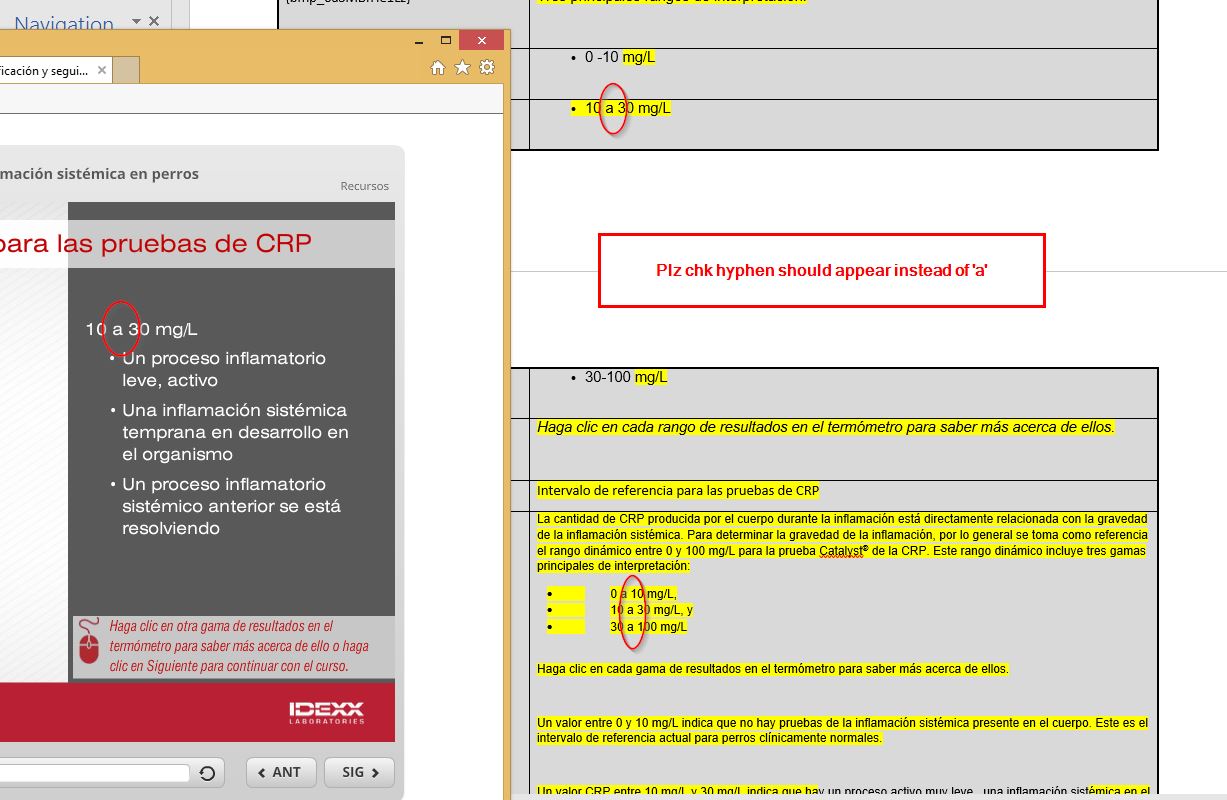 Navigation
ficación y segui...
mación sistémica en perros
Recursos
para las pruebas de CRP
10 a 30 mg/L
• Un proceso inflamatorio
leve, activo
• Una inflamación sistémica
temprana en desarrollo en
el organismo
• Un proceso inflamatorio
sistémico anterior se está
resolviendo
Haga clic en otra gama de resultados en el
termómetro para saber más acerca de ello o haga
clic en Siguiente para continuar con el curso.
IDEXX
LABORATORIES
ANT
SIG
Tres principales rangos de interpretación:
• 0 -10 mg/L
• 10 a 30 mg/L
Plz chk hyphen should appear instead of 'a'
• 30-100 mg/L
Haga clic en cada rango de resultados en el termómetro para saber más acerca de ellos.
Intervalo de referencia para las pruebas de CRP
La cantidad de CRP producida por el cuerpo durante la inflamación está directamente relacionada con la gravedad
de la inflamación sistémica. Para determinar la gravedad de la inflamación, por lo general se toma como referencia
el rango dinámico entre 0 y 100 mg/L para la prueba Catalyst® de la CRP. Este rango dinámico incluye tres gamas
principales de interpretación:
• 0 a 10 mg/L,
• 10 a 30 mg/L, y
• 30 a 100 mg/L
Haga clic en cada gama de resultados en el termómetro para saber más acerca de ellos.
Un valor entre 0 y 10 mg/L indica que no hay pruebas de la inflamación sistémica presente en el cuerpo. Este es el
intervalo de referencia actual para perros clínicamente normales.
Un valor CRP entre 10 mg/L y 30 mg/L indica que hay un proceso activo muy leve, una inflamación sistémica en el